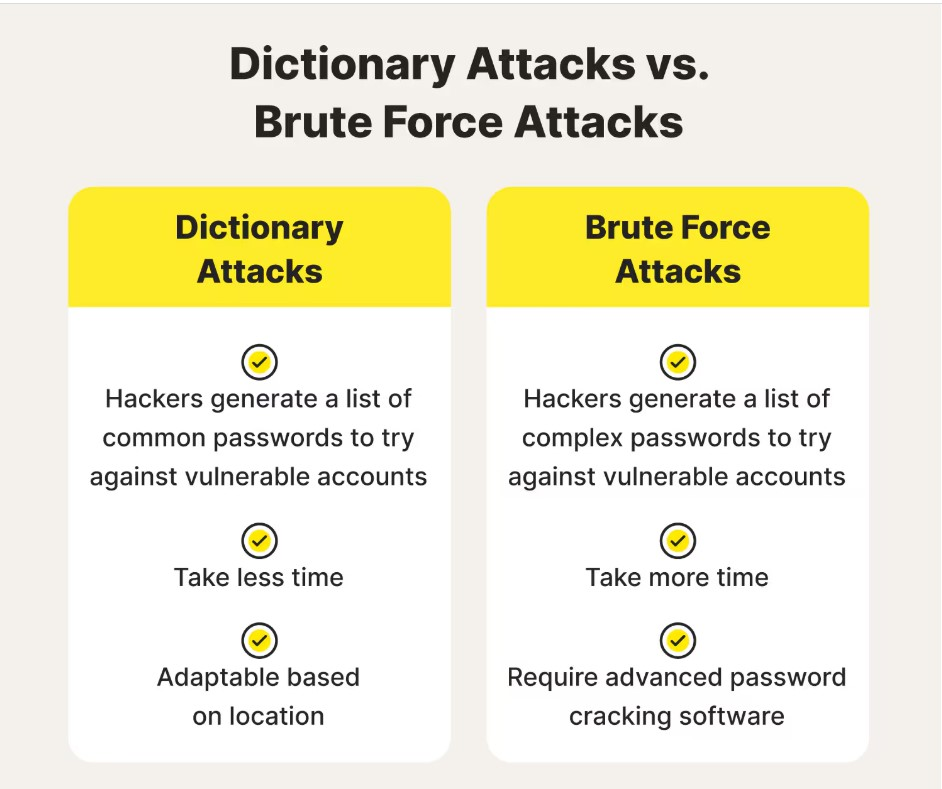 Dictionary Attacks vs.
Brute Force Attacks
Dictionary
Attacks
Hackers generate a list of
common passwords to try
against vulnerable accounts
Take less time
Adaptable based
on location
Brute Force
Attacks
Hackers generate a list of
complex passwords to try
against vulnerable accounts
Take more time
Require advanced password
cracking software